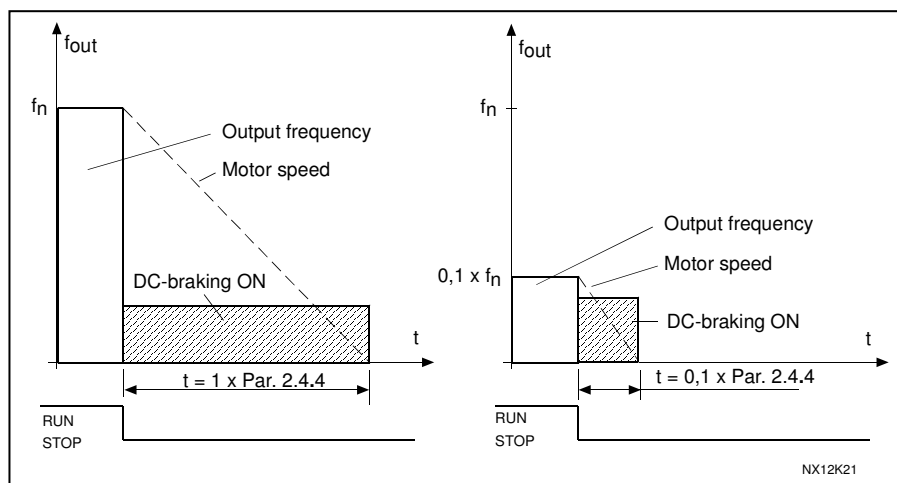 fout
fn
Output frequency
Motor speed
DC-braking ON
t
t = 1 x Par. 2.4.4
RUN
STOP
fout
fn
Output frequency
Motor speed
0,1 x fn
DC-braking ON
t
t = 0,1 x Par. 2.4.4
RUN
STOP
NX12K21